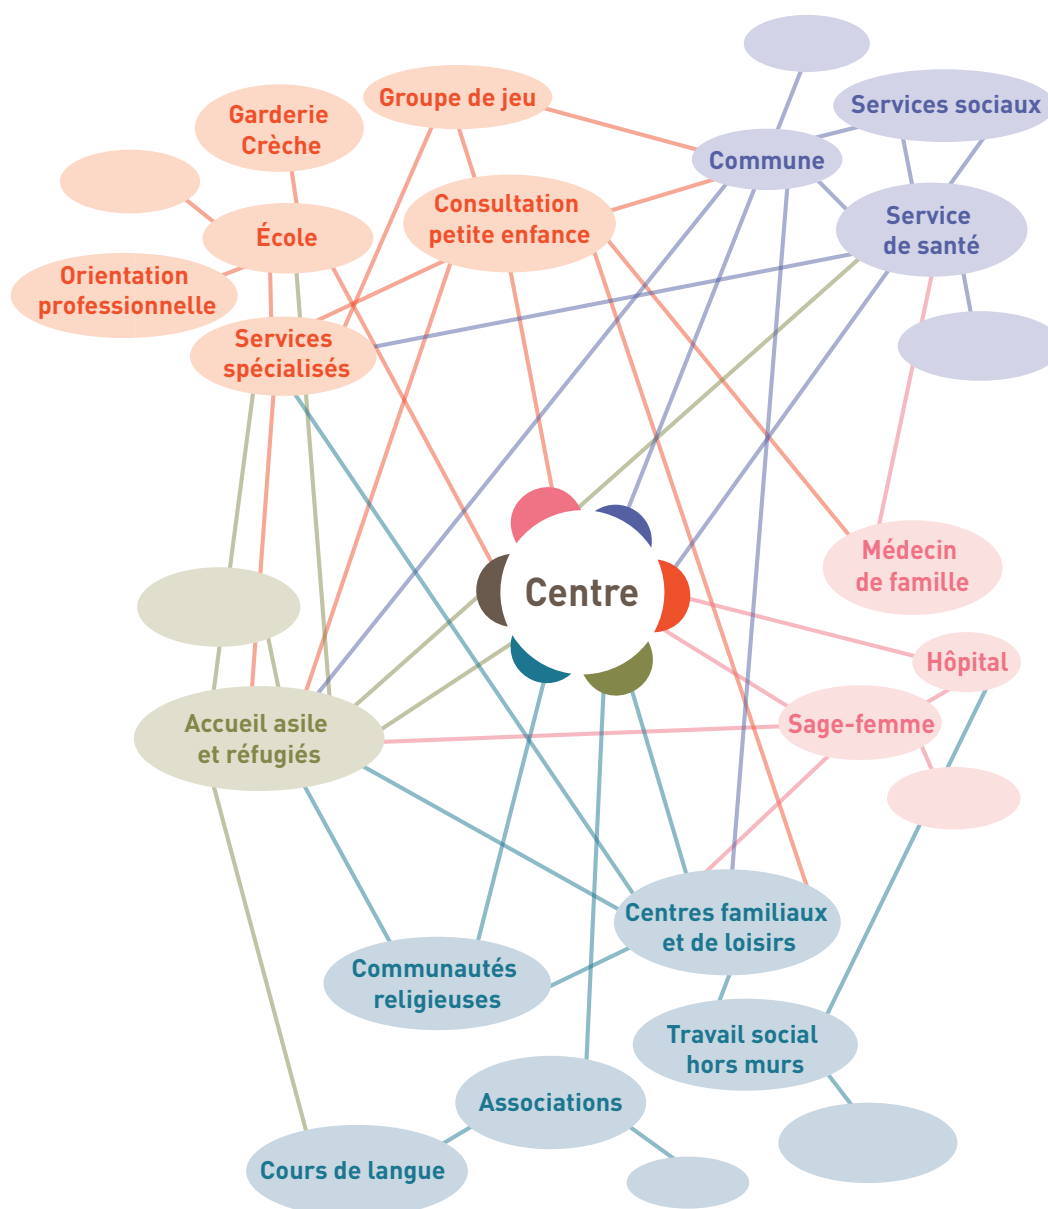 Groupe de jeu
Services sociaux
Garderie
Crèche
Commune
Consultation
petite enfance
Service
de santé
École
Orientation
professionnelle
Services
spécialisés
Médecin
de famille
Centre
Hôpital
Sage-femme
Accueil asile
et réfugiés
Centres familiaux
et de loisirs
Communautés
religieuses
Travail social
hors murs
Associations
Cours de langue